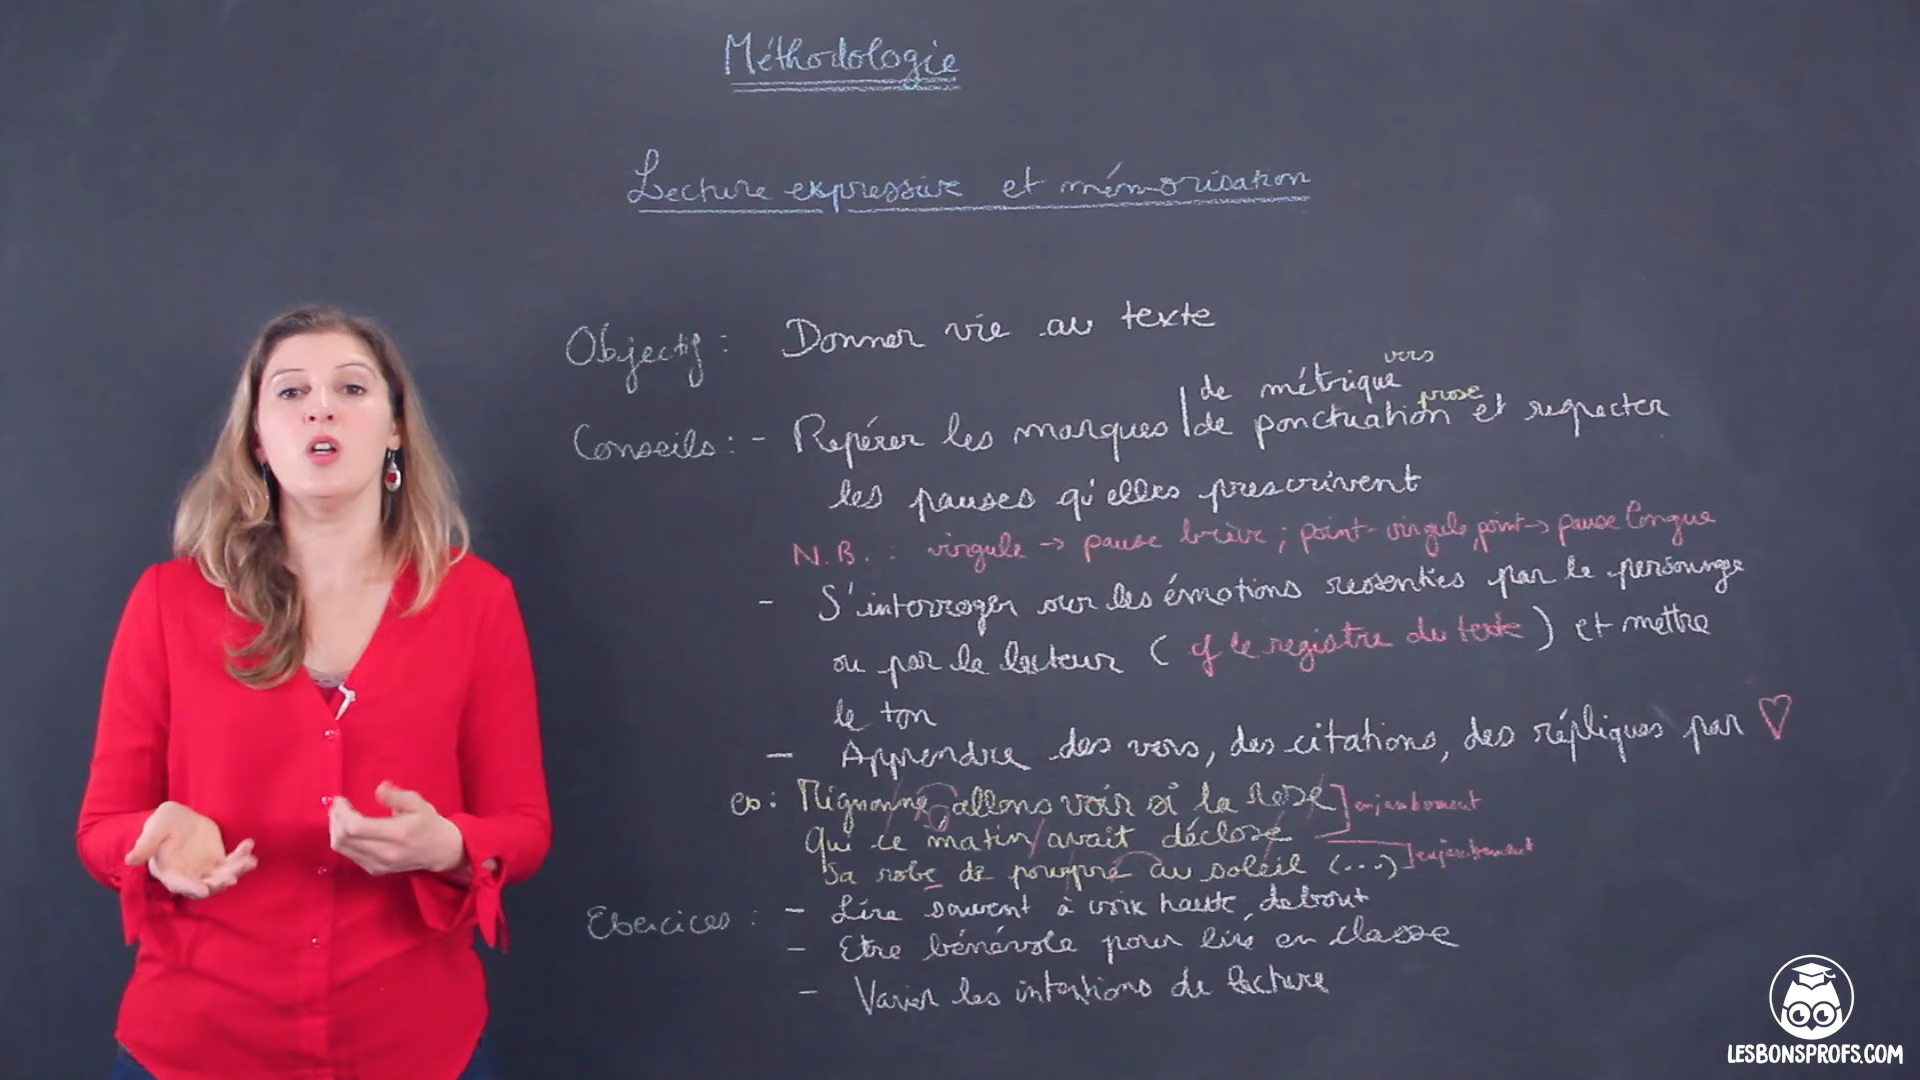 Méthodologie
Lecture expressive et mémorisation
Objectif : Donner vie au texte
vers
de métrique
prose
Conseils : - Repérer les marques de ponctuation et respecter
les pauses qu'elles prescrivent
N.B. : virgule → pause brève ; point-virgule, point → pause longue
- S'interroger sur les émotions ressenties par le personnage
ou par le lecteur ( cf le registre du texte ) et mettre
le ton
- Apprendre des vers, des citations, des répliques par ♡
ex : Mignonne, allons voir si la rose ] enjambement
Qui ce matin / avait déclose
Sa robe de pourpre au soleil (...) ] enjambement
Exercices : - Lire souvent à voix haute, debout
- Etre bénévole pour lire en classe
- Varier les intentions de lecture
LESBONSPROFS.COM